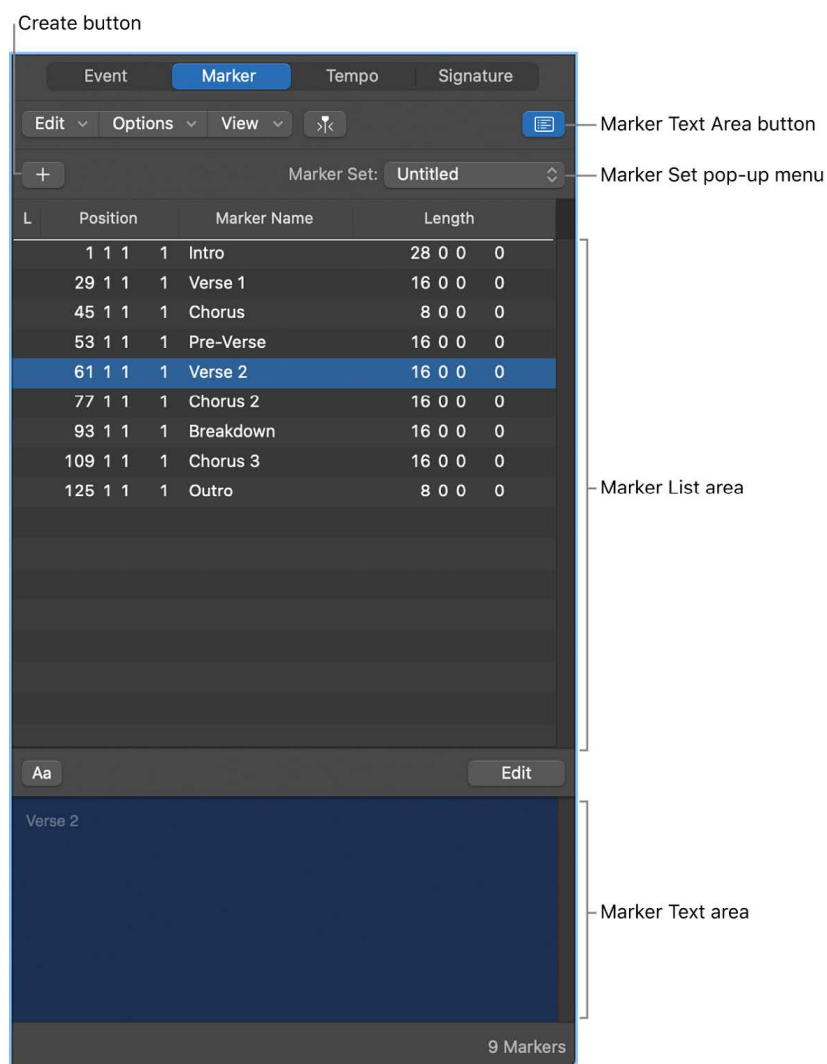 Create button
Event Marker Tempo Signature
Edit Options View
Marker Text Area button
+ Marker Set: Untitled
Marker Set pop-up menu
L Position Marker Name Length
1 1 1 1 Intro 28 0 0 0
29 1 1 1 Verse 1 16 0 0 0
45 1 1 1 Chorus 8 0 0 0
53 1 1 1 Pre-Verse 16 0 0 0
61 1 1 1 Verse 2 16 0 0 0
77 1 1 1 Chorus 2 16 0 0 0
93 1 1 1 Breakdown 16 0 0 0
109 1 1 1 Chorus 3 16 0 0 0
125 1 1 1 Outro 8 0 0 0
Marker List area
Aa Edit
Verse 2
Marker Text area
9 Markers